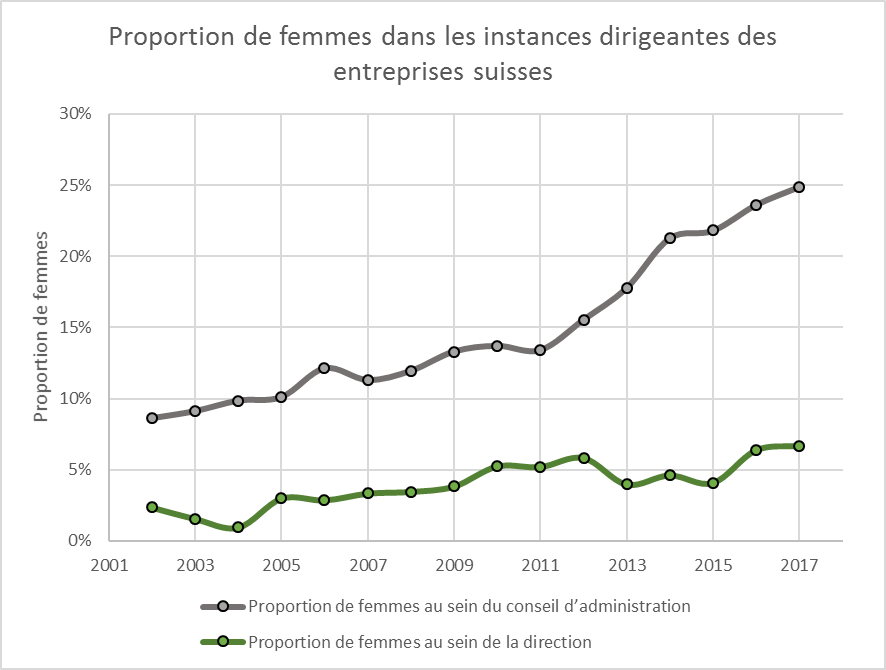 Proportion de femmes dans les instances dirigeantes des
entreprises suisses
30%
25%
20%
15%
10%
5%
0%
Proportion de femmes
2001 2003 2005 2007 2009 2011 2013 2015 2017
Proportion de femmes au sein du conseil d’administration
Proportion de femmes au sein de la direction